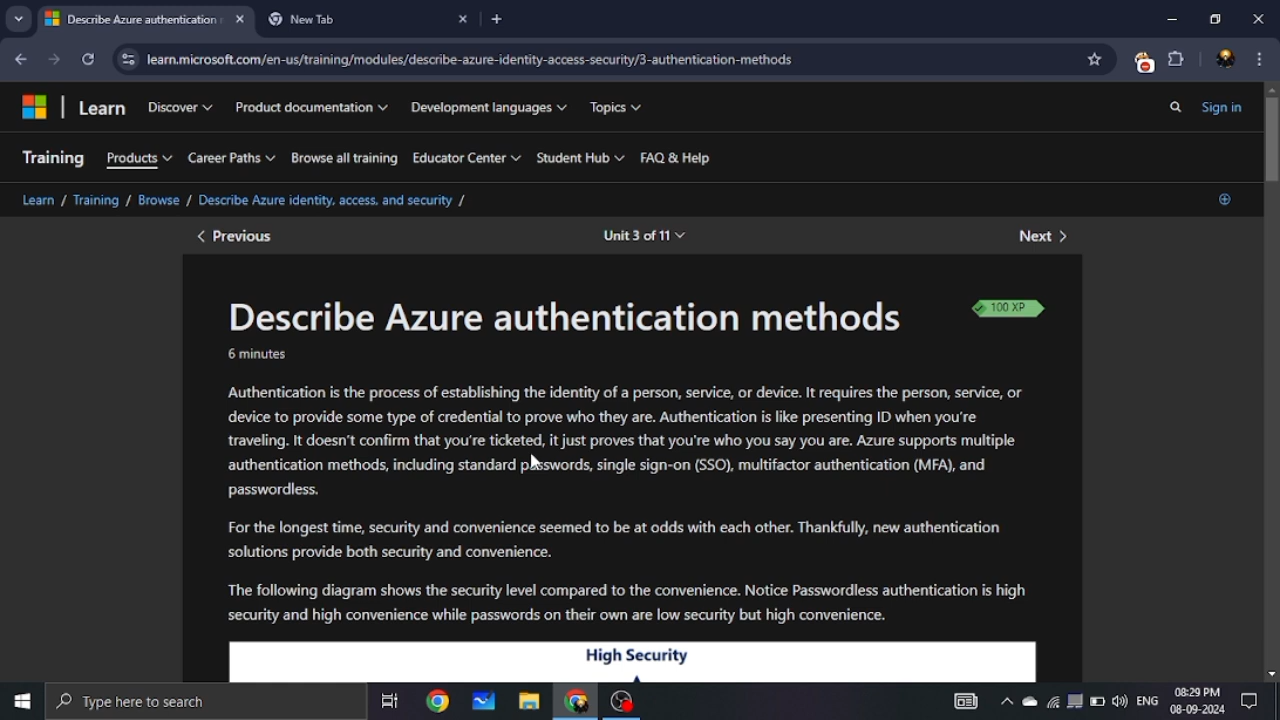 Describe Azure authentication r
New Tab
learn.microsoft.com/en-us/training/modules/describe-azure-identity-access-security/3-authentication-methods
Learn Discover Product documentation Development languages Topics Sign in
Training Products Career Paths Browse all training Educator Center Student Hub FAQ & Help
Learn / Training / Browse / Describe Azure identity, access, and security /
Previous Unit 3 of 11 Next
Describe Azure authentication methods
100 XP
6 minutes
Authentication is the process of establishing the identity of a person, service, or device. It requires the person, service, or
device to provide some type of credential to prove who they are. Authentication is like presenting ID when you're
traveling. It doesn't confirm that you're ticketed, it just proves that you're who you say you are. Azure supports multiple
authentication methods, including standard passwords, single sign-on (SSO), multifactor authentication (MFA), and
passwordless.
For the longest time, security and convenience seemed to be at odds with each other. Thankfully, new authentication
solutions provide both security and convenience.
The following diagram shows the security level compared to the convenience. Notice Passwordless authentication is high
security and high convenience while passwords on their own are low security but high convenience.
High Security
Type here to search
ENG
08:29 PM
08-09-2024